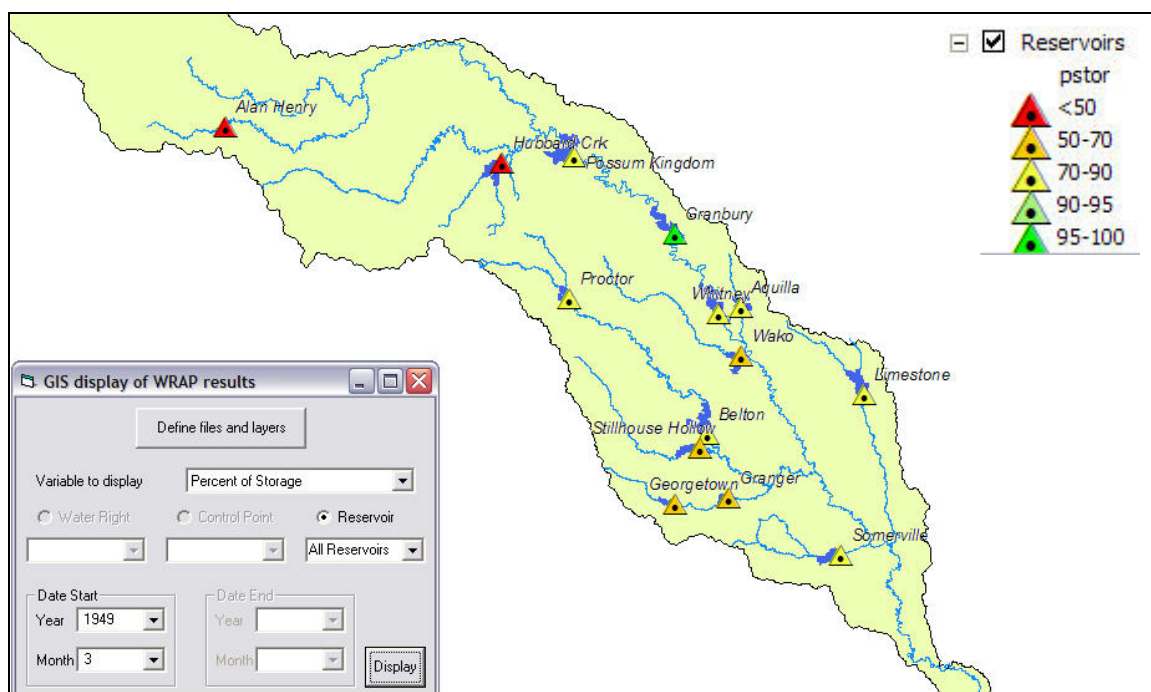 Reservoirs
pstor
<50
50-70
70-90
90-95
95-100
Alan Henry
Hubbard Crk
Possum Kingdom
Granbury
Proctor
Whitney
Aquilla
Wako
Limestone
Belton
Stillhouse Hollow
Georgetown
Granger
Somerville
GIS display of WRAP results
Define files and layers
Variable to display Percent of Storage
Water Right Control Point Reservoir
All Reservoirs
Date Start Date End
Year 1949 Year
Month 3 Month
Display